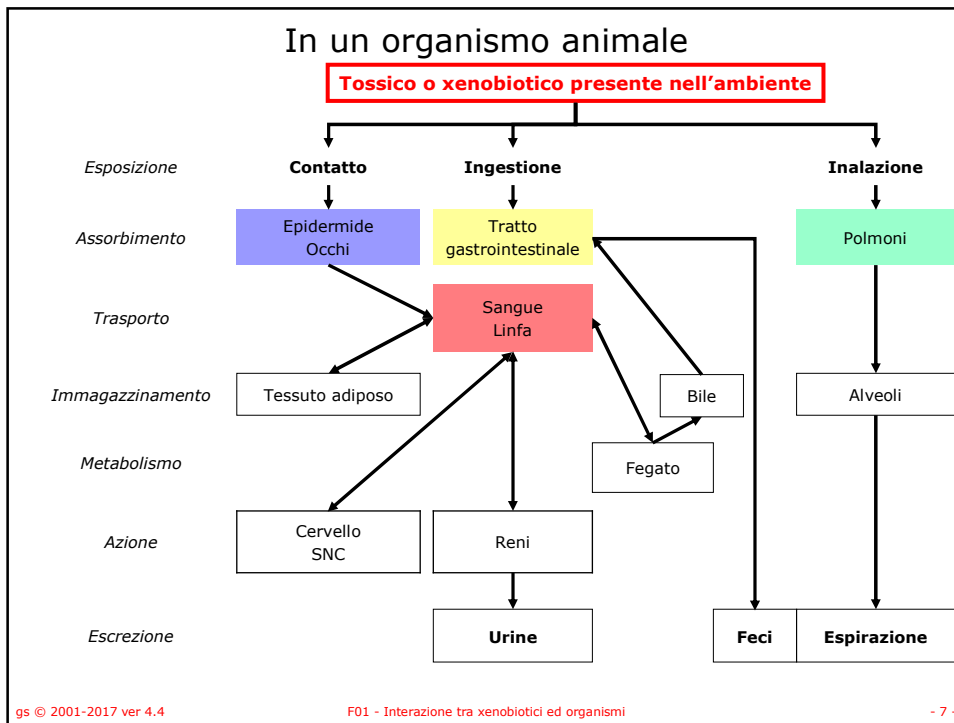 In un organismo animale
Tossico o xenobiotico presente nell'ambiente
Esposizione
Contatto
Ingestione
Inalazione
Assorbimento
Epidermide
Occhi
Tratto
gastrointestinale
Polmoni
Trasporto
Sangue
Linfa
Immagazzinamento
Tessuto adiposo
Bile
Alveoli
Metabolismo
Fegato
Azione
Cervello
SNC
Reni
Escrezione
Urine
Feci
Espirazione
gs © 2001-2017 ver 4.4
F01 - Interazione tra xenobiotici ed organismi
- 7 -